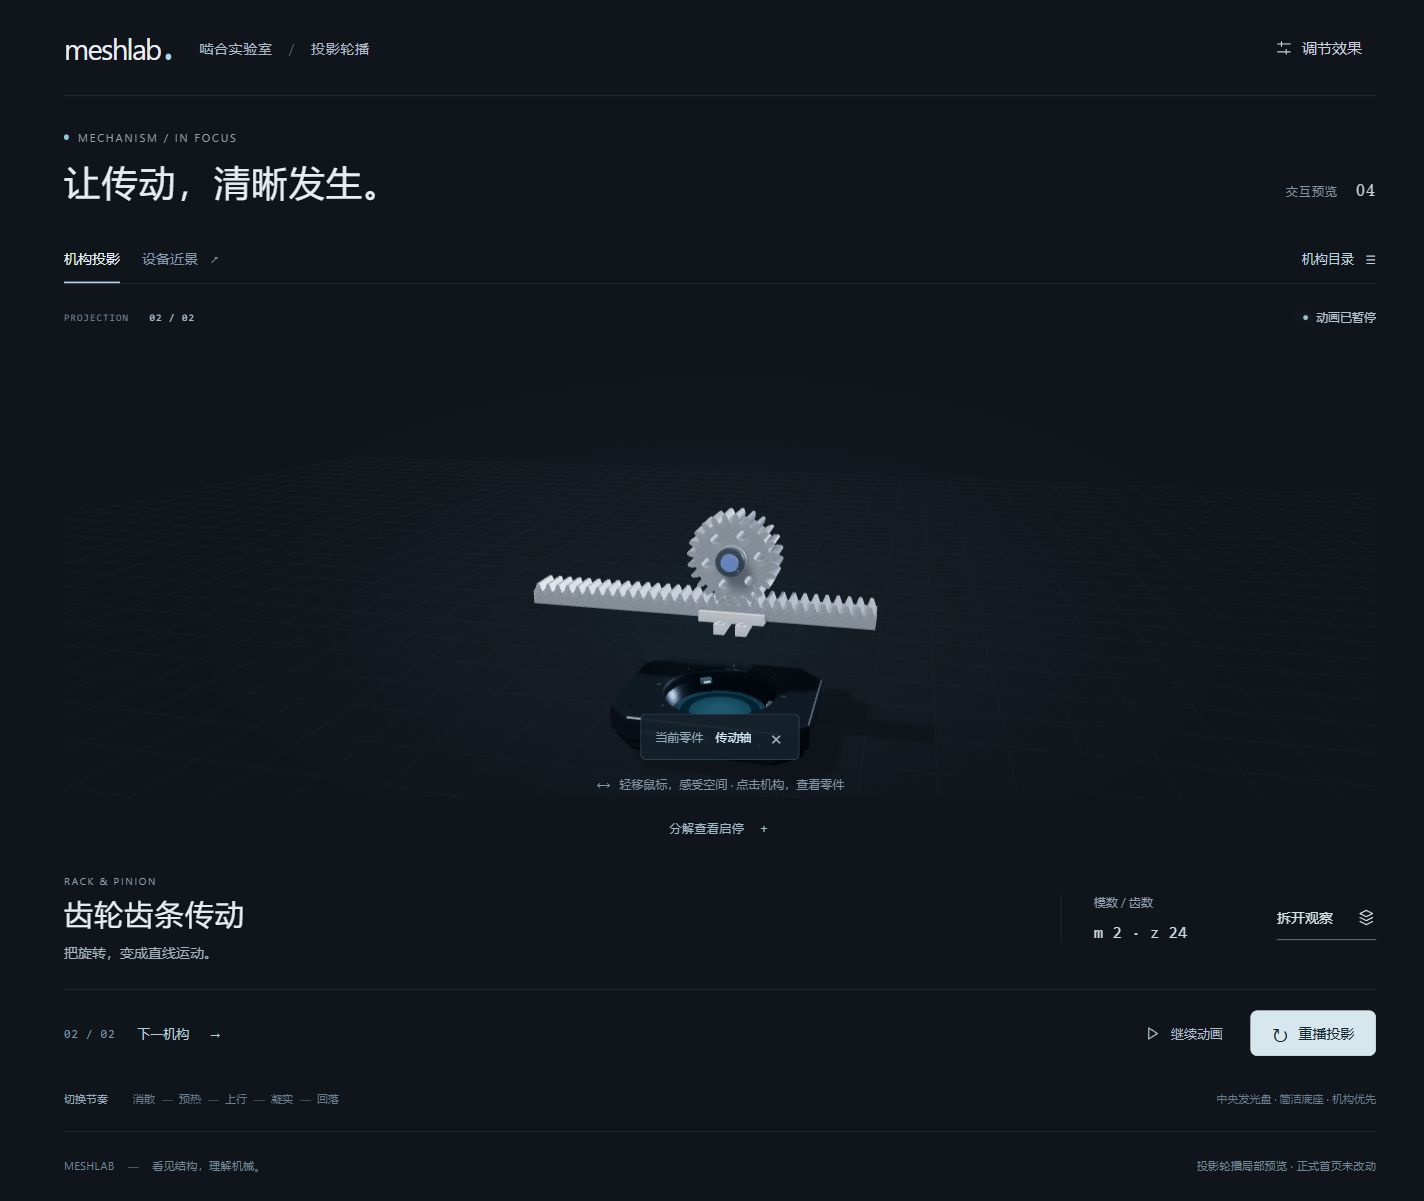 meshlab. 啮合实验室 / 投影轮播 调节效果
MECHANISM / IN FOCUS
让传动，清晰发生。
交互预览 04
机构投影 设备近景 ↗ 机构目录 ☰
PROJECTION 02 / 02 动画已暂停
当前零件 传动轴 ×
↔ 轻移鼠标，感受空间 · 点击机构，查看零件
分解查看启停 +
RACK & PINION
齿轮齿条传动
把旋转，变成直线运动。
模数 / 齿数
m 2 · z 24
拆开观察
02 / 02 下一机构 → 继续动画 ↻ 重播投影
切换节奏 消散 — 预热 — 上行 — 凝实 — 回落 中央发光盘 · 简洁底座 · 机构优先
MESHLAB — 看见结构，理解机械。 投影轮播局部预览 · 正式首页未改动